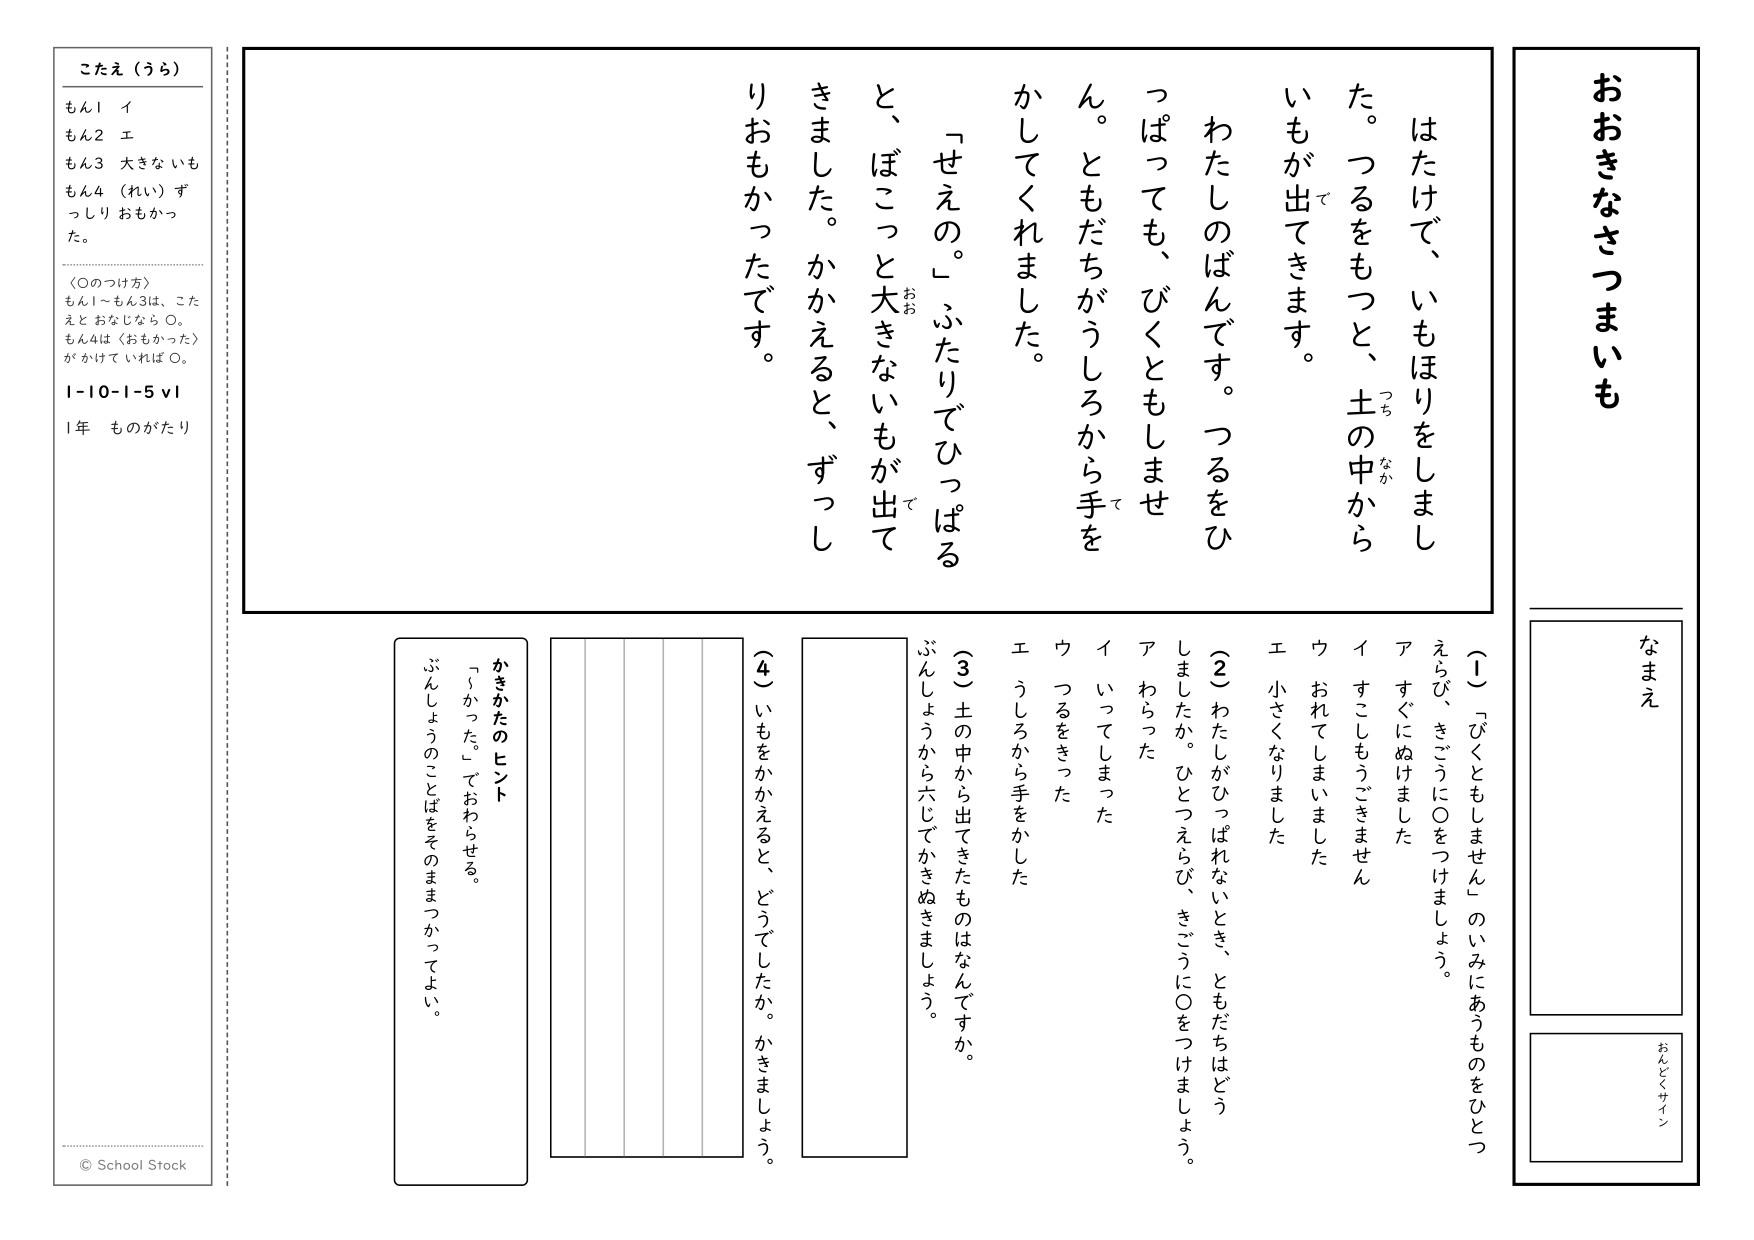 おおきなさつまいも
なまえ
おんどくサイン
はたけで、いもほりをしまし
た。つるをもつと、土の中から
つち
なか
いもが出てきます。
で
わたしのばんです。つるをひ
っぱっても、びくともしませ
ん。ともだちがうしろから手を
て
かしてくれました。
「せえの。」ふたりでひっぱる
と、ぼこっと大きないもが出て
おお
で
きました。かかえると、ずっし
りおもかったです。
(1)「びくともしません」のいみにあうものをひとつ
えらび、きごうに〇をつけましょう。
ア すぐにぬけました
イ すこしもうごきません
ウ おれてしまいました
エ 小さくなりました
(2) わたしがひっぱれないとき、ともだちはどう
しましたか。ひとつえらび、きごうに〇をつけましょう。
ア わらった
イ いってしまった
ウ つるをきった
エ うしろから手をかした
(3) 土の中から出てきたものはなんですか。
ぶんしょうから六じでかきぬきましょう。
(4) いもをかかえると、どうでしたか。かきましょう。
かきかたの ヒント
「～かった。」でおわらせる。
ぶんしょうのことばをそのままつかってよい。
こたえ（うら）
もん1 イ
もん2 エ
もん3 大きな いも
もん4 （れい）ず
っしり おもかっ
た。
〈〇のつけ方〉
もん1～もん3は、こた
えと おなじなら 〇。
もん4は〈おもかった〉
が かけて いれば 〇。
1-10-1-5 v1
1年 ものがたり
© School Stock